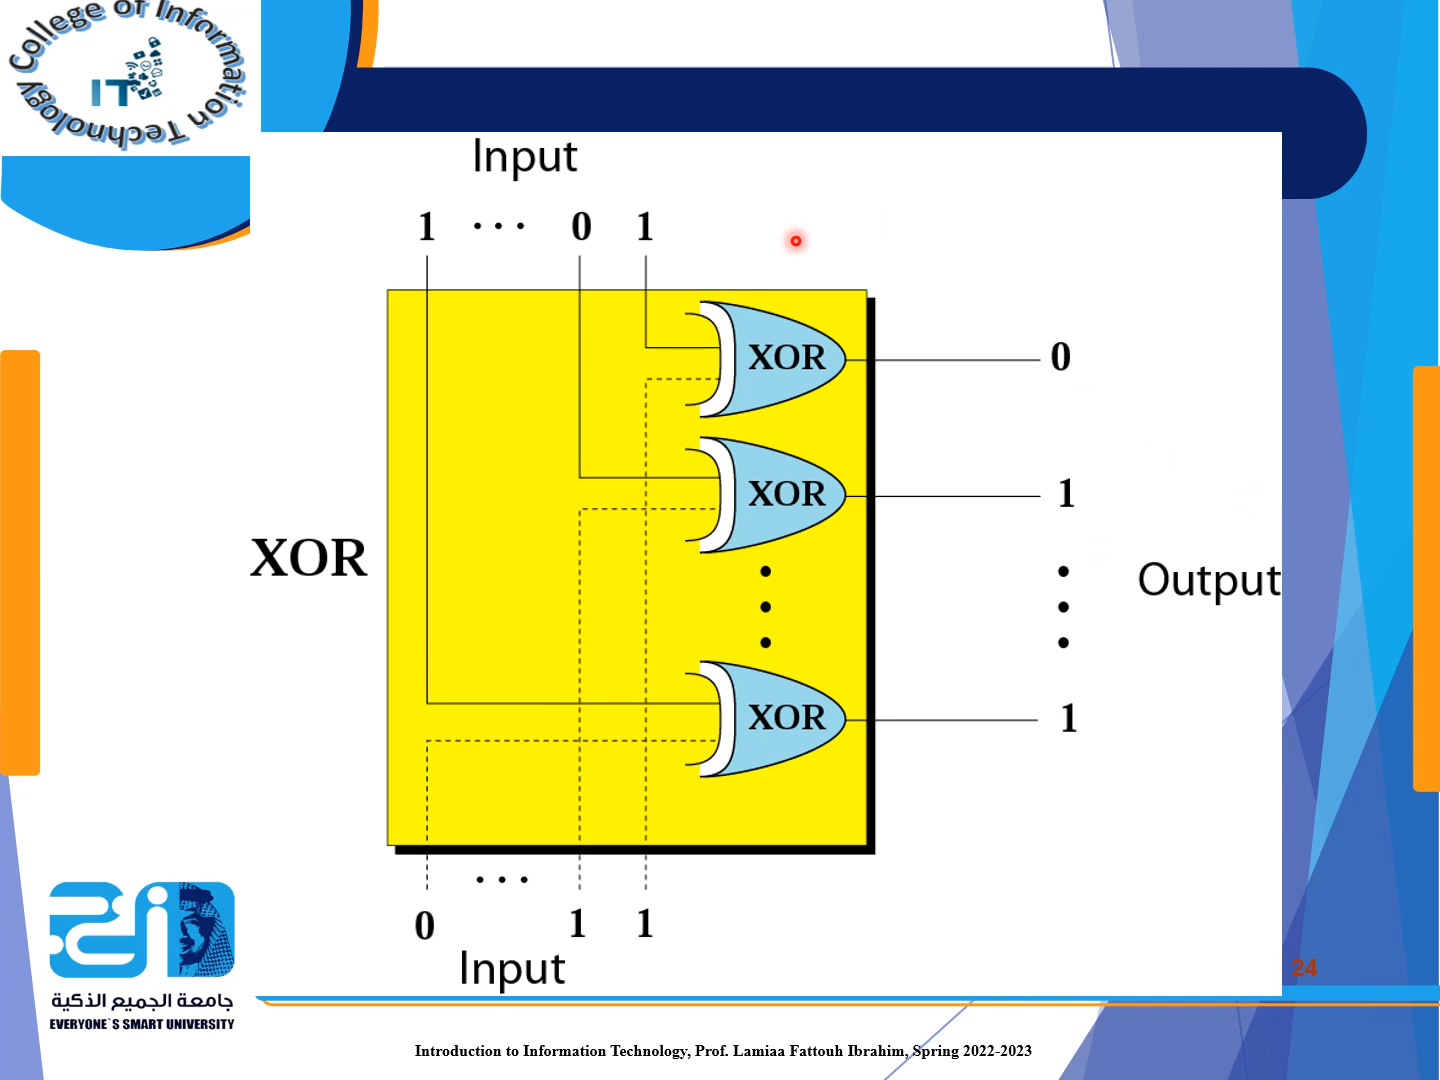 College of Information Technology
IT
Input
1 ··· 0 1
XOR
0
XOR
1
XOR
Output
XOR
1
0 ··· 1 1
Input
24
جامعة الجميع الذكية
EVERYONE`S SMART UNIVERSITY
Introduction to Information Technology, Prof. Lamiaa Fattouh Ibrahim, Spring 2022-2023